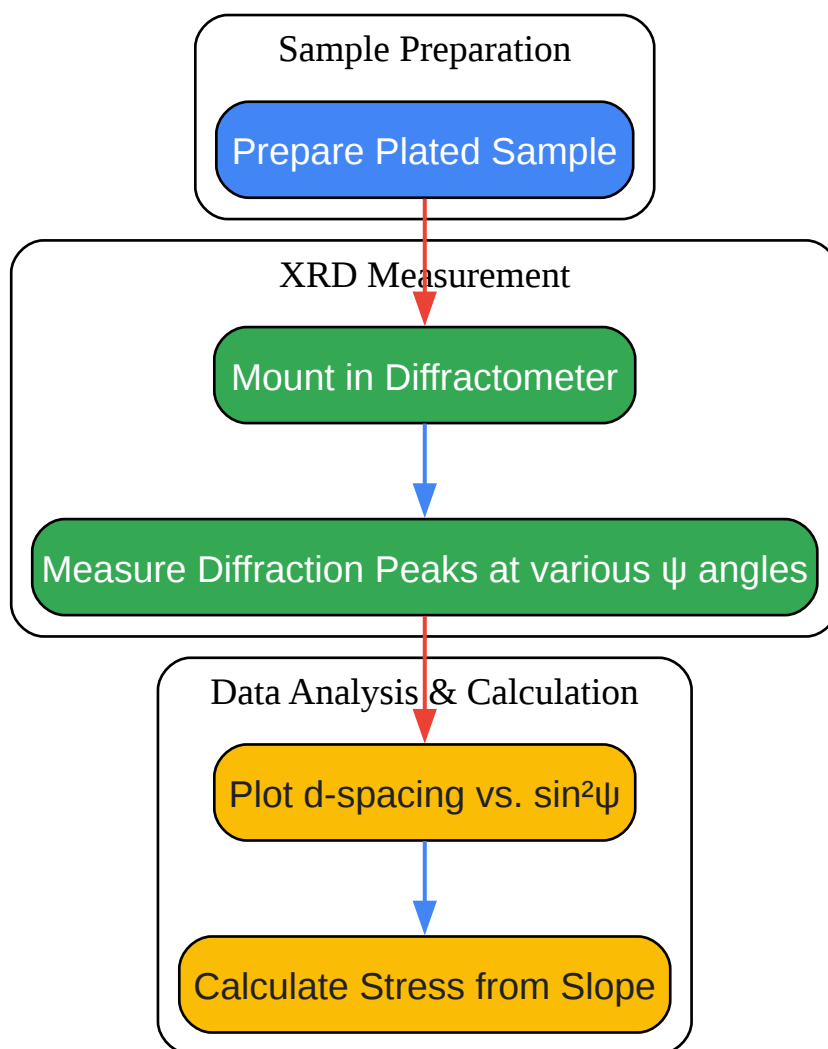 Sample Preparation
Prepare Plated Sample
XRD Measurement
Mount in Diffractometer
Measure Diffraction Peaks at various ψ angles
Data Analysis & Calculation
Plot d-spacing vs. sin²ψ
Calculate Stress from Slope